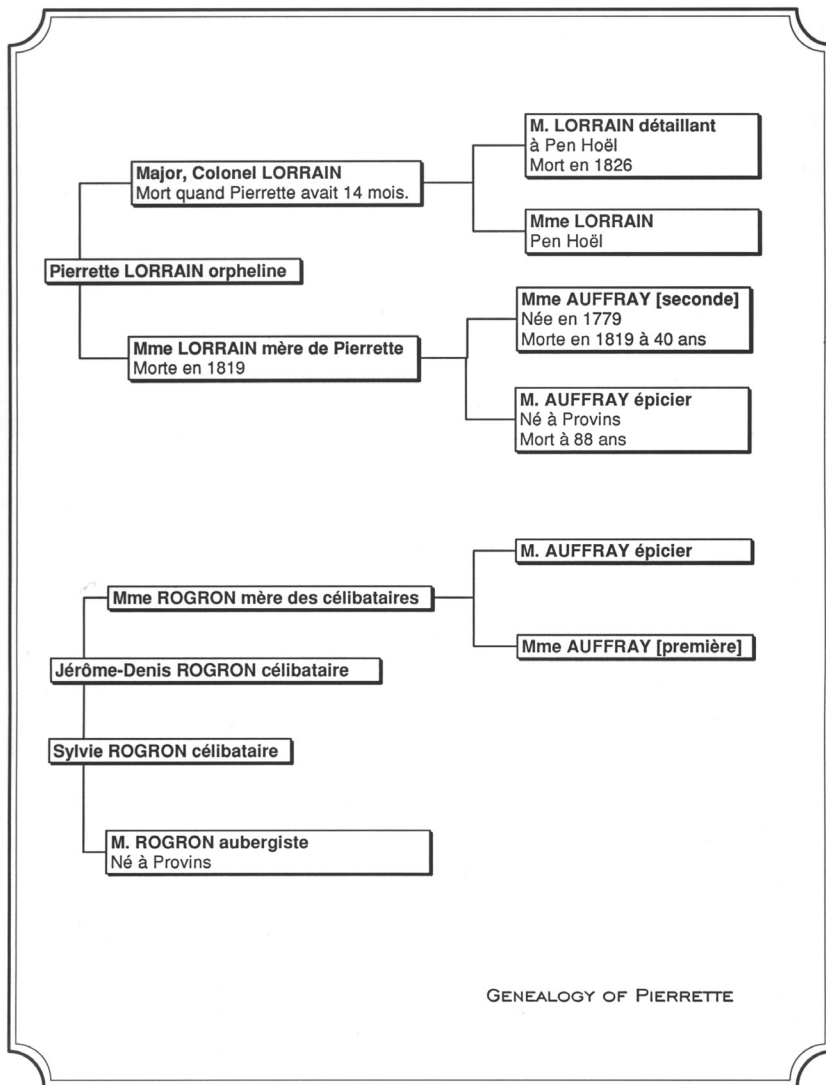 M. LORRAIN détaillant
à Pen Hoël
Mort en 1826
Major, Colonel LORRAIN
Mort quand Pierrette avait 14 mois.
Mme LORRAIN
Pen Hoël
Pierrette LORRAIN orpheline
Mme AUFFRAY [seconde]
Née en 1779
Morte en 1819 à 40 ans
Mme LORRAIN mère de Pierrette
Morte en 1819
M. AUFFRAY épicier
Né à Provins
Mort à 88 ans
M. AUFFRAY épicier
Mme ROGRON mère des célibataires
Mme AUFFRAY [première]
Jérôme-Denis ROGRON célibataire
Sylvie ROGRON célibataire
M. ROGRON aubergiste
Né à Provins
GENEALOGY OF PIERRETTE